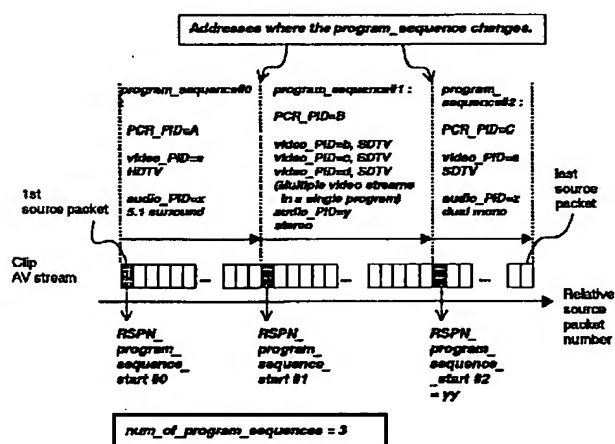 Addresses where the program_sequence changes.
program_sequence#0
PCR_PID=A
HDTV
audio_PID=x
5.1 surround
program_sequence#1 :
PCR_PID=B
video_PID=b, SDTV
video_PID=c, SDTV
video_PID=d, SDTV
(Multiple video streams
in a single program)
audio_PID=y
stereo
program_
sequence#2 :
PCR_PID=C
SDTV
audio_PID=z
dual mono
1st
source packet
last
source
packet
Clip
AV stream
Relative
source
packet
number
RSPN_
program_
sequence_
start #0
RSPN_
program_
sequence_
start #1
RSPN_
program_
sequence
_start #2
= yy
num_of_program_sequences = 3